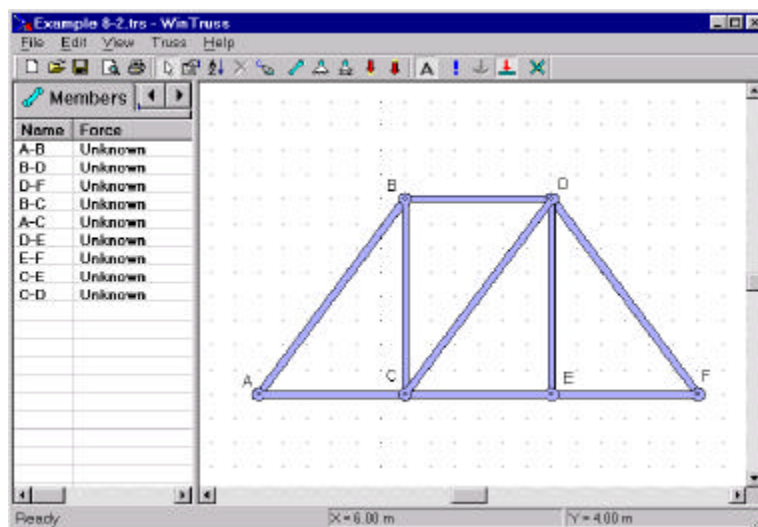 Example 8-2.trs - WinTruss
File Edit View Truss Help
A
Members
Name Force
A-B Unknown
B-D Unknown
D-F Unknown
B-C Unknown
A-C Unknown
D-E Unknown
E-F Unknown
C-E Unknown
C-D Unknown
B D
A C E F
Ready X = 6.00 m Y = 4.00 m